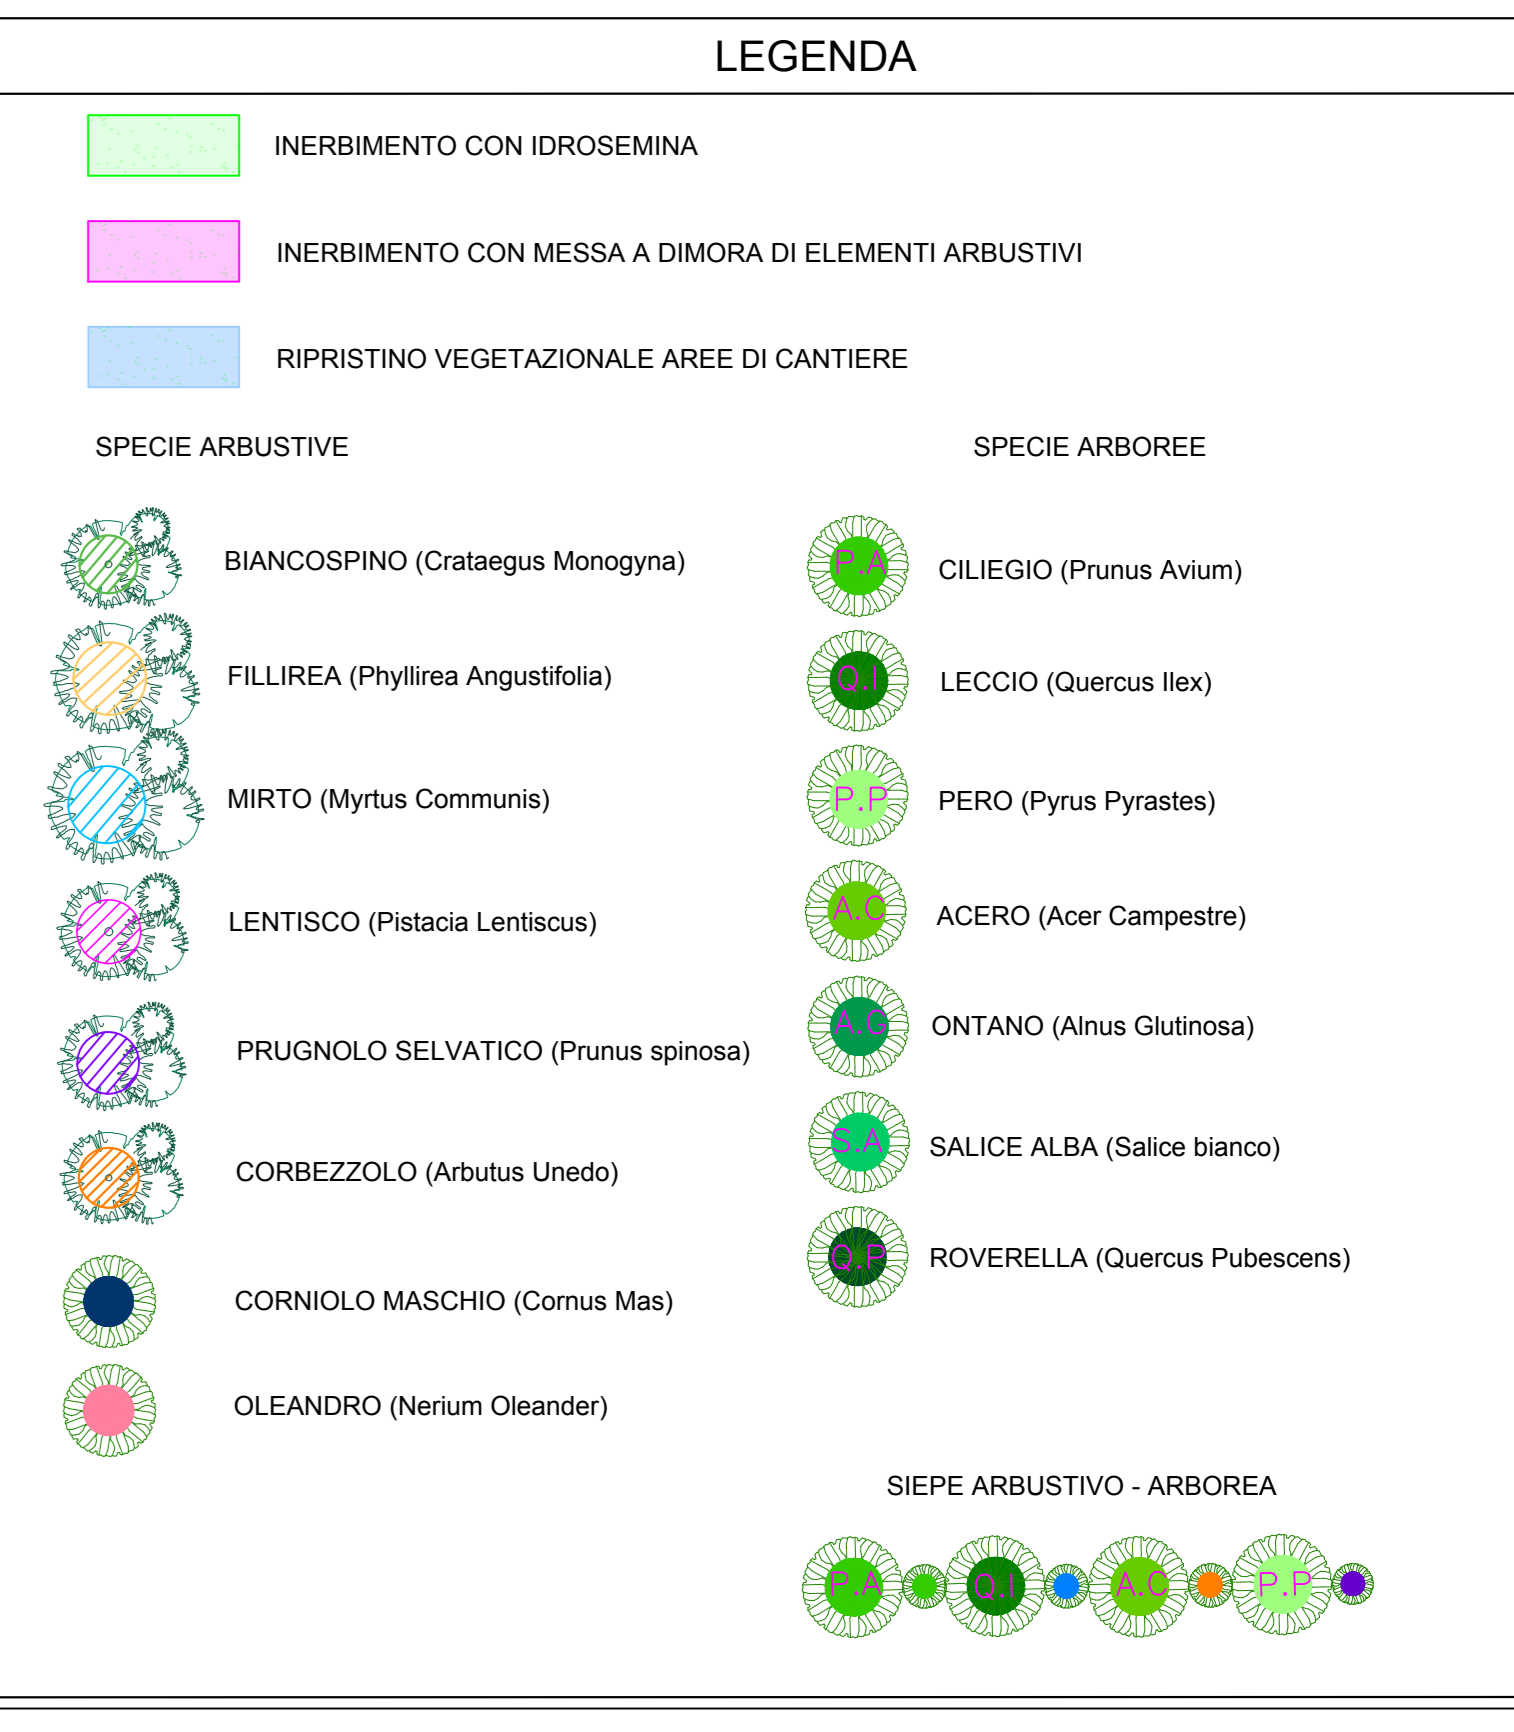 LEGENDA
INERBIMENTO CON IDROSEMINA
INERBIMENTO CON MESSA A DIMORA DI ELEMENTI ARBUSTIVI
RIPRISTINO VEGETAZIONALE AREE DI CANTIERE
SPECIE ARBUSTIVE
BIANCOSPINO (Crataegus Monogyna)
FILLIREA (Phyllirea Angustifolia)
MIRTO (Myrtus Communis)
LENTISCO (Pistacia Lentiscus)
PRUGNOLO SELVATICO (Prunus spinosa)
CORBEZZOLO (Arbutus Unedo)
CORNIOLO MASCHIO (Cornus Mas)
OLEANDRO (Nerium Oleander)
SPECIE ARBOREE
P.A CILIEGIO (Prunus Avium)
Q.I LECCIO (Quercus Ilex)
P.P PERO (Pyrus Pyrastes)
A.C ACERO (Acer Campestre)
A.G ONTANO (Alnus Glutinosa)
S.A SALICE ALBA (Salice bianco)
Q.P ROVERELLA (Quercus Pubescens)
SIEPE ARBUSTIVO - ARBOREA
P.A Q.I A.C P.P